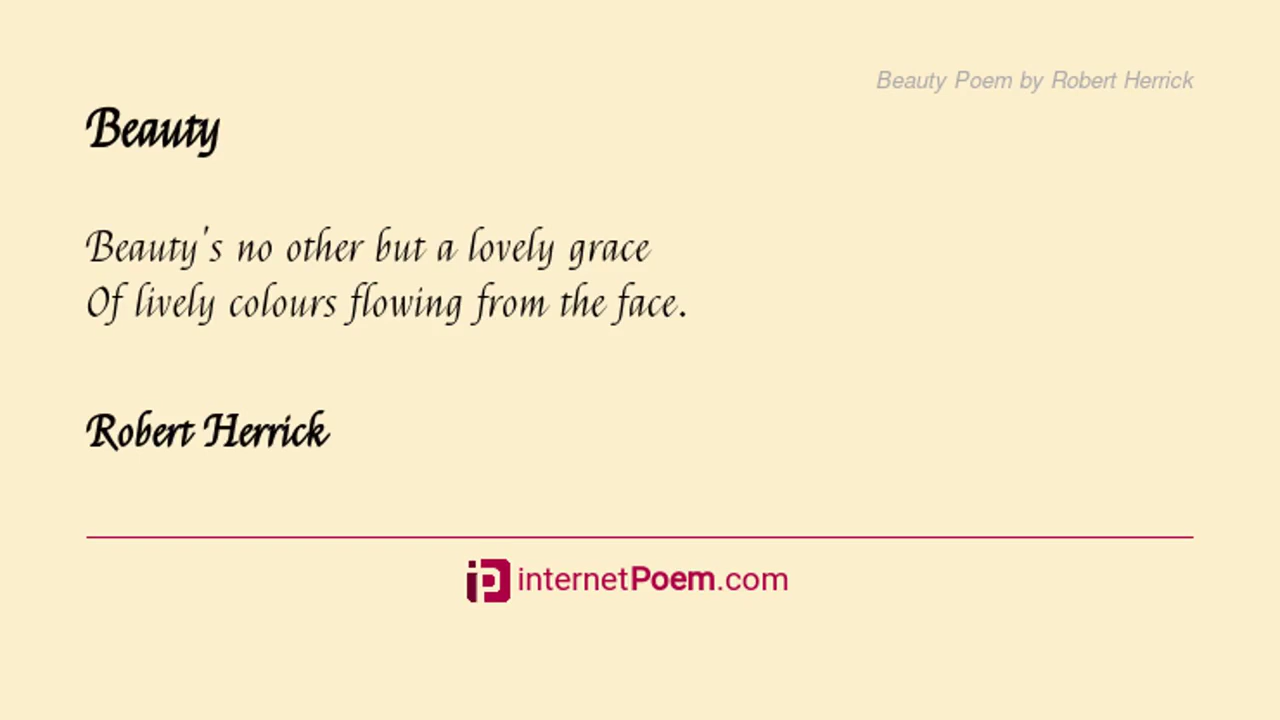 Beauty Poem by Robert Herrick
Beauty
Beauty's no other but a lovely grace
Of lively colours flowing from the face.
Robert Herrick
internetPoem.com